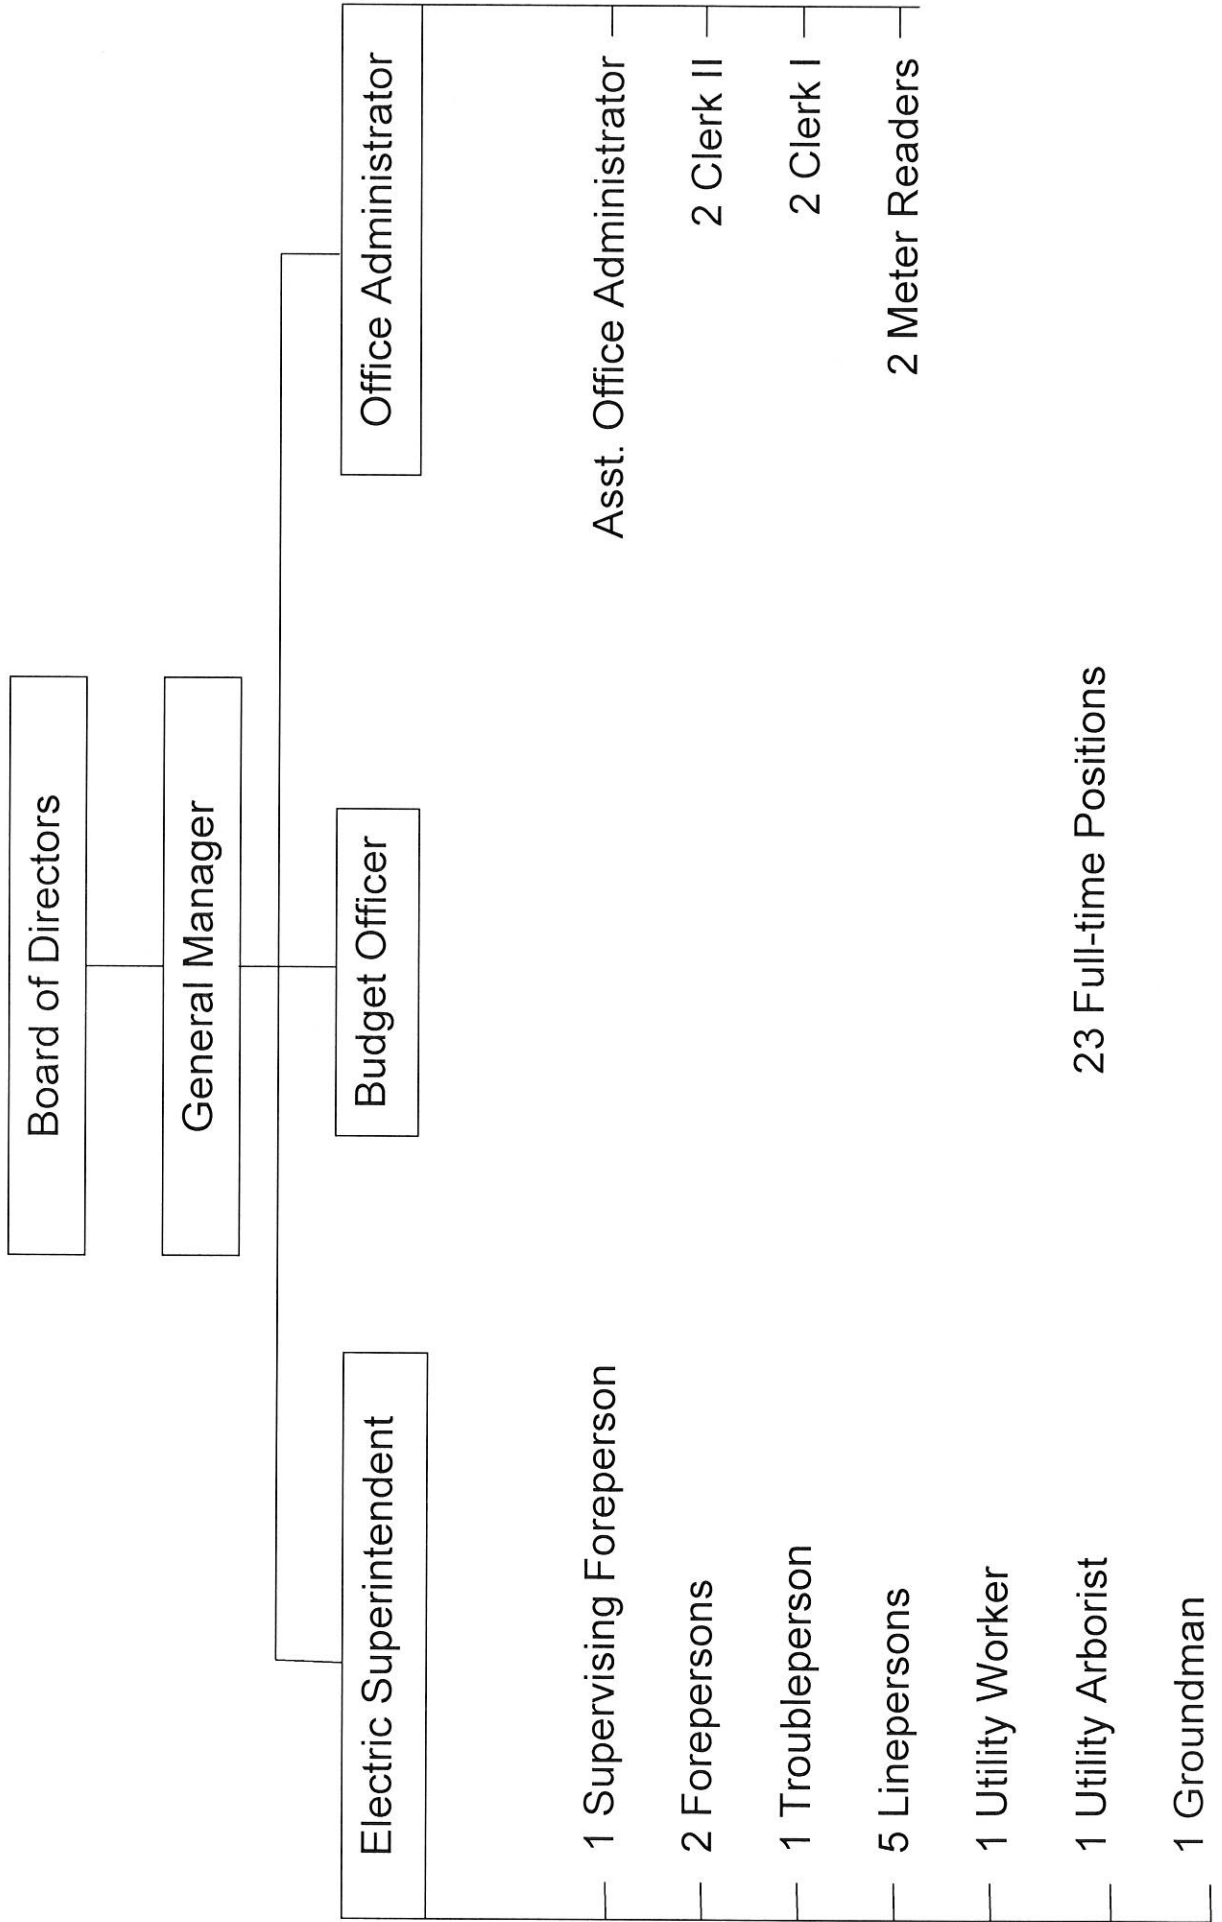 Board of Directors
General Manager
Electric Superintendent
Budget Officer
Office Administrator
1 Supervising Foreperson
2 Forepersons
1 Troubleperson
5 Linepersons
1 Utility Worker
1 Utility Arborist
1 Groundman
Asst. Office Administrator
2 Clerk II
2 Clerk I
2 Meter Readers
23 Full-time Positions